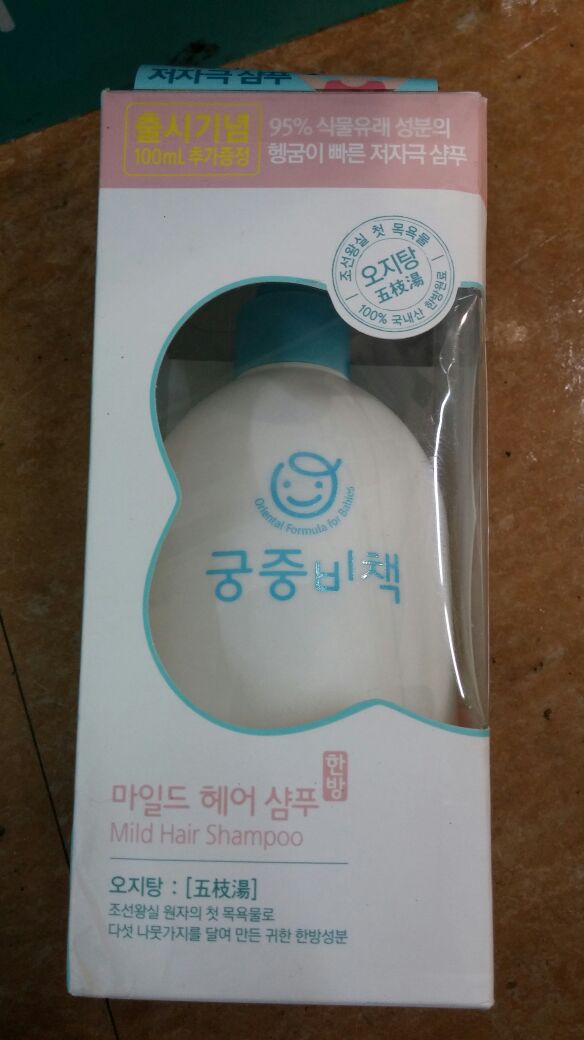 저자극 샴푸
출시기념
100mL 추가증정
95% 식물유래 성분의
헹굼이 빠른 저자극 샴푸
조선왕실 첫 목욕물
오지탕
五枝湯
100% 국내산 한방원료
Oriental Formula for Babies
궁중비책
한방
마일드 헤어 샴푸
Mild Hair Shampoo
오지탕 : [五枝湯]
조선왕실 원자의 첫 목욕물로
다섯 나뭇가지를 달여 만든 귀한 한방성분